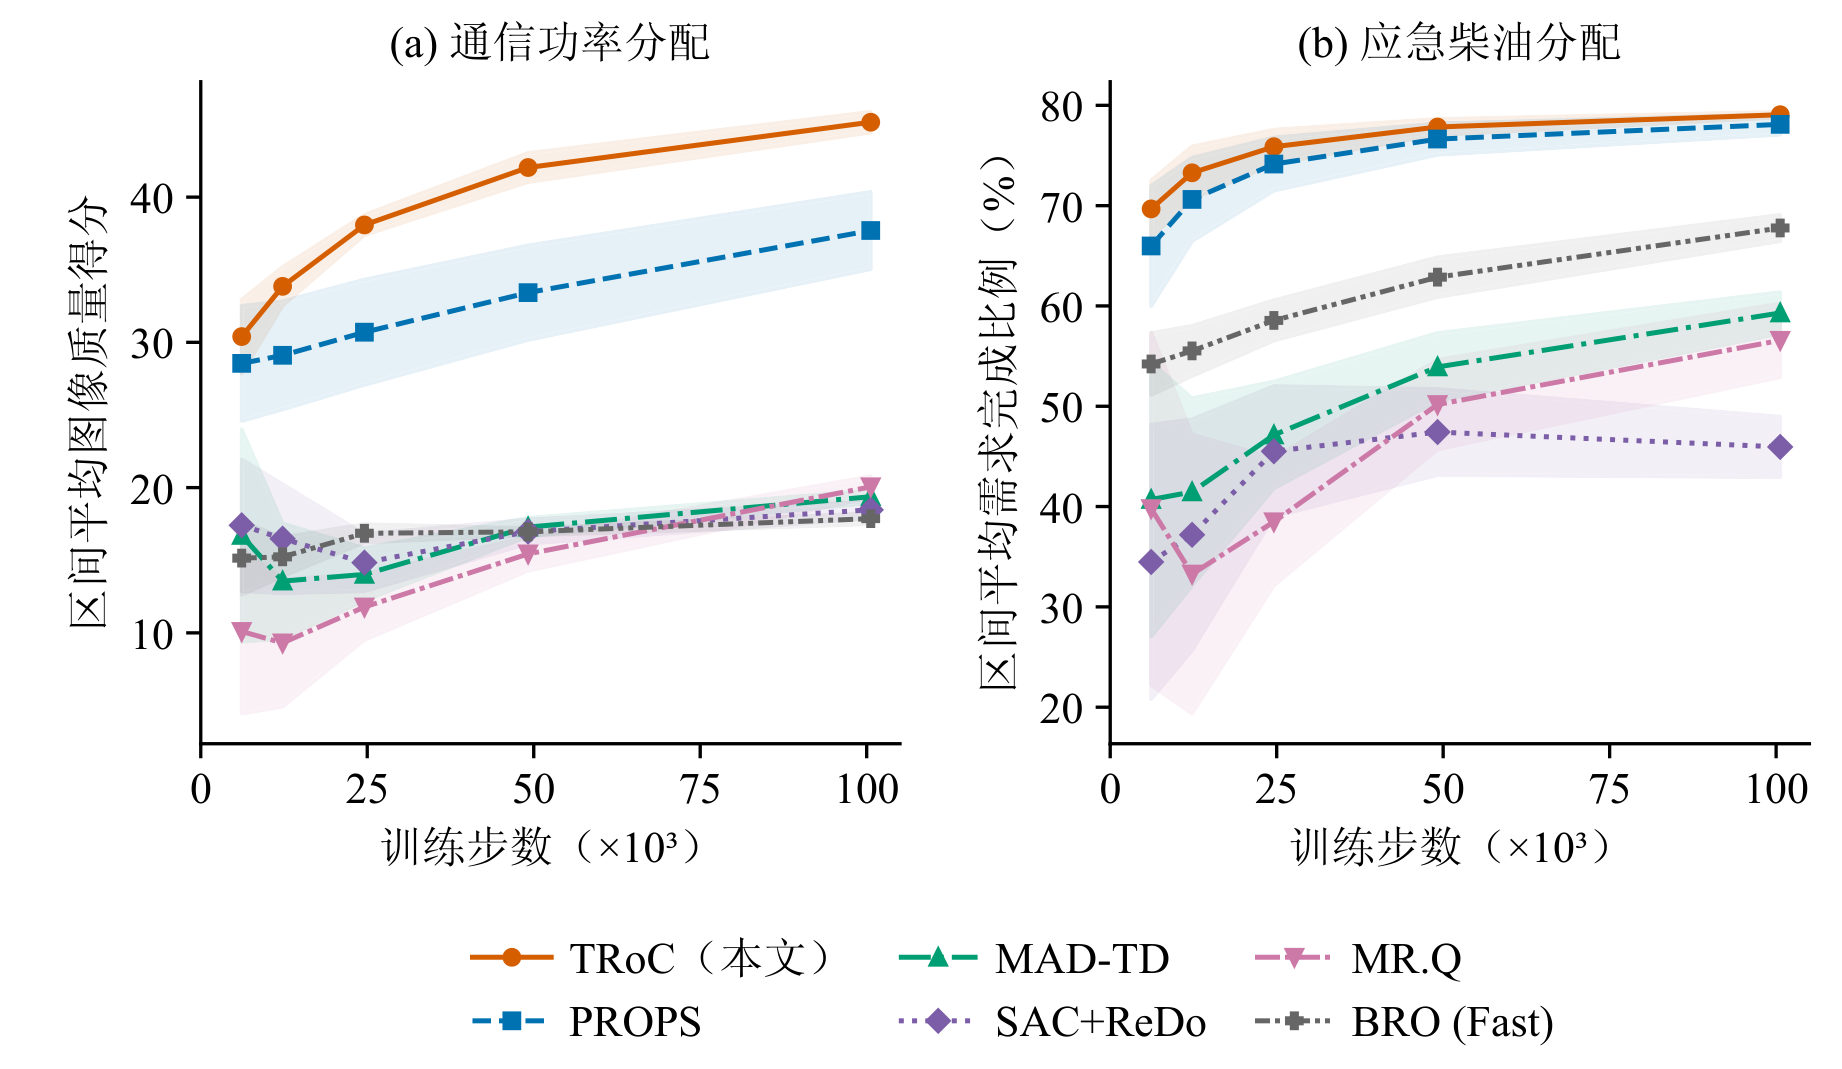 (a) 通信功率分配
区间平均图像质量得分
40
30
20
10
0 25 50 75 100
训练步数（×10³）
(b) 应急柴油分配
区间平均需求完成比例（%）
80
70
60
50
40
30
20
0 25 50 75 100
训练步数（×10³）
TRoC（本文） MAD-TD MR.Q
PROPS SAC+ReDo BRO (Fast)